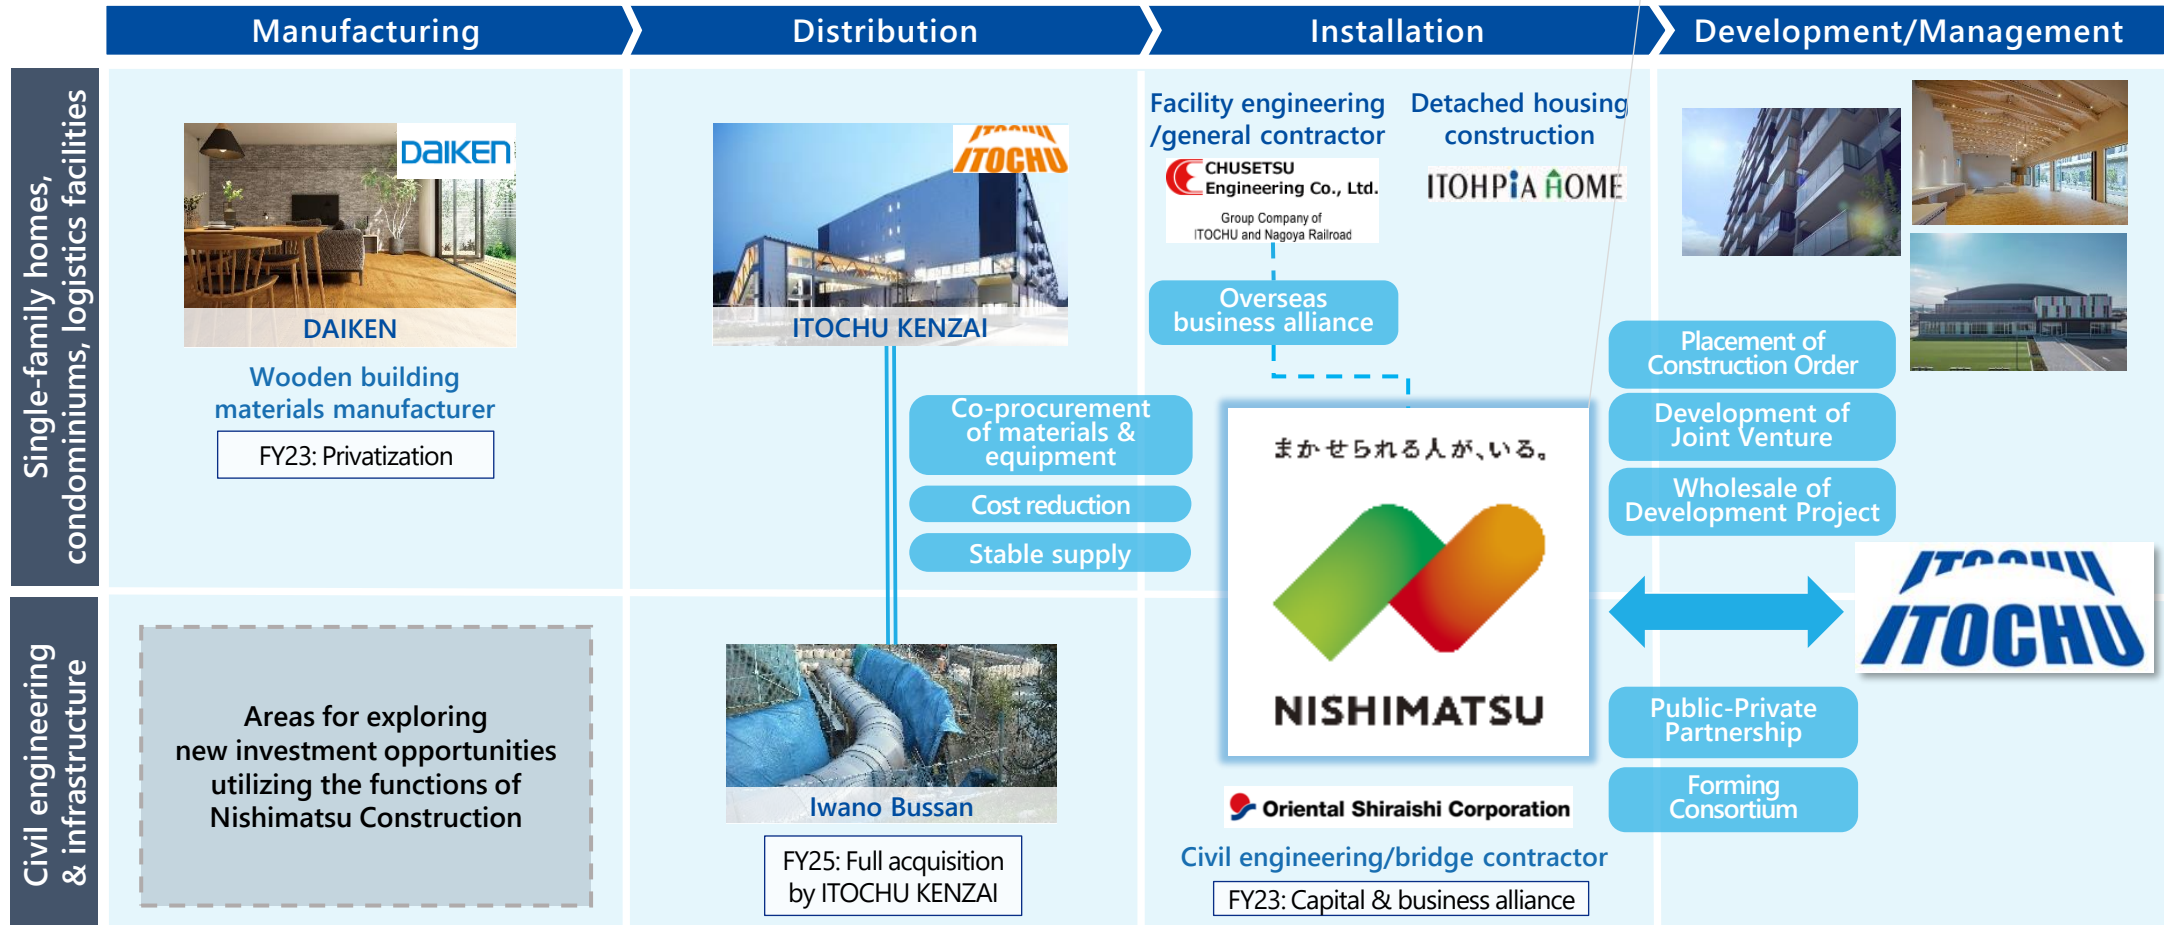 Manufacturing
Distribution
Installation
Development/Management
Single-family homes,
condominiums, logistics facilities
DAIKEN
DAIKEN
Wooden building
materials manufacturer
FY23: Privatization
ITOCHU
ITOCHU
ITOCHU KENZAI
Co-procurement
of materials &
equipment
Cost reduction
Stable supply
Facility engineering
/general contractor
CHUSETSU
Engineering Co., Ltd.
Group Company of
ITOCHU and Nagoya Railroad
Detached housing
construction
ITOHPiA HOME
Overseas
business alliance
まかせられる人が、いる。
NISHIMATSU
Placement of
Construction Order
Development of
Joint Venture
Wholesale of
Development Project
ITOCHU
ITOCHU
Civil engineering
& infrastructure
Areas for exploring
new investment opportunities
utilizing the functions of
Nishimatsu Construction
Iwano Bussan
FY25: Full acquisition
by ITOCHU KENZAI
Oriental Shiraishi Corporation
Civil engineering/bridge contractor
FY23: Capital & business alliance
Public-Private
Partnership
Forming
Consortium